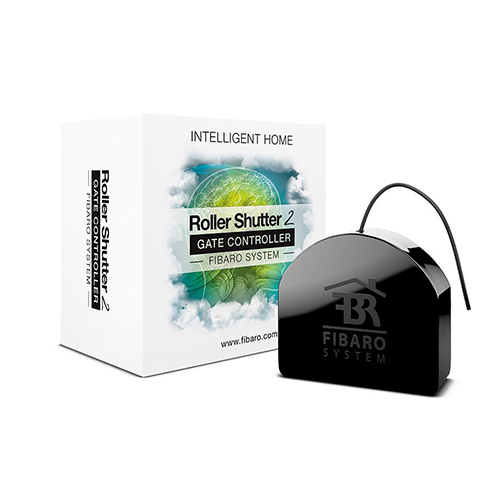 INTELLIGENT HOME
Roller Shutter 2
GATE CONTROLLER
FIBARO SYSTEM
www.fibaro.com
Roller Shutter 2
GATE CONTROLLER
FIBARO SYSTEM
FBR
FIBARO
SYSTEM